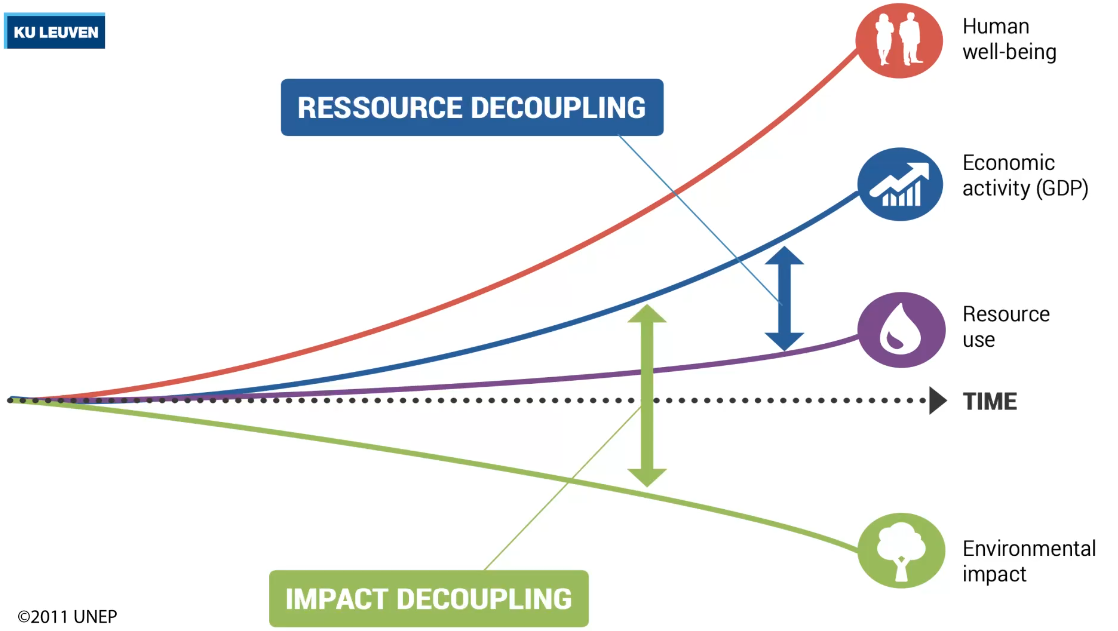 KU LEUVEN
Human
well-being
RESSOURCE DECOUPLING
Economic
activity (GDP)
Resource
use
TIME
Environmental
impact
IMPACT DECOUPLING
©2011 UNEP